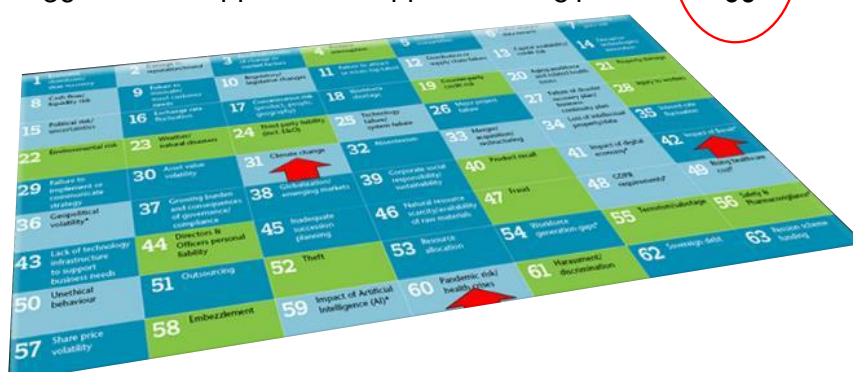 1
slow recovery
2
reputation/brand
3
market factors
4
interruption
5
6
7
8 Cash flow/
liquidity risk
9 Failure to
innovate/
meet customer
needs
10 Regulatory/
legislative changes
11 Failure to attract
or retain top talent
12 Distribution or
supply chain failure
13 Capital availability/
credit risk
14 Disruptive
technologies/
innovation
15 Political risk/
uncertainties
16 Exchange rate
fluctuation
17 Concentration risk
(product, people,
geography)
18 Workforce
shortage
19 Counterparty
credit risk
20 Aging workforce
and related health
issues
21 Property damage
22 Environmental risk
23 Weather/
natural disasters
24 Third party liability
(incl. E&O)
25 Technology
failure/
system failure
26 Major project
failure
27 Failure of disaster
recovery plan/
business
continuity plan
28 Injury to workers
29 Failure to
implement or
communicate
strategy
30 Asset value
volatility
31 Climate change
32 Absenteeism
33 Merger/
acquisition/
restructuring
34 Loss of intellectual
property/data
35 Interest rate
fluctuation
36 Geopolitical
volatility*
37 Growing burden
and consequences
of governance/
compliance
38 Globalization/
emerging markets
39 Corporate social
responsibility/
sustainability
40 Product recall
41 Impact of digital
economy*
42 Impact of Brexit*
43 Lack of technology
infrastructure
to support
business needs
44 Directors &
Officers personal
liability
45 Inadequate
succession
planning
46 Natural resource
scarcity/availability
of raw materials
47 Fraud
48 GDPR
requirements*
49 Rising healthcare
cost*
50 Unethical
behaviour
51 Outsourcing
52 Theft
53 Resource
allocation
54 Workforce
generation gaps*
55 Terrorism/sabotage
56 Safety &
Pharmacovigilance*
57 Share price
volatility
58 Embezzlement
59 Impact of Artificial
Intelligence (AI)*
60 Pandemic risk/
health crises
61 Harassment/
discrimination
62 Sovereign debt
63 Pension scheme
funding